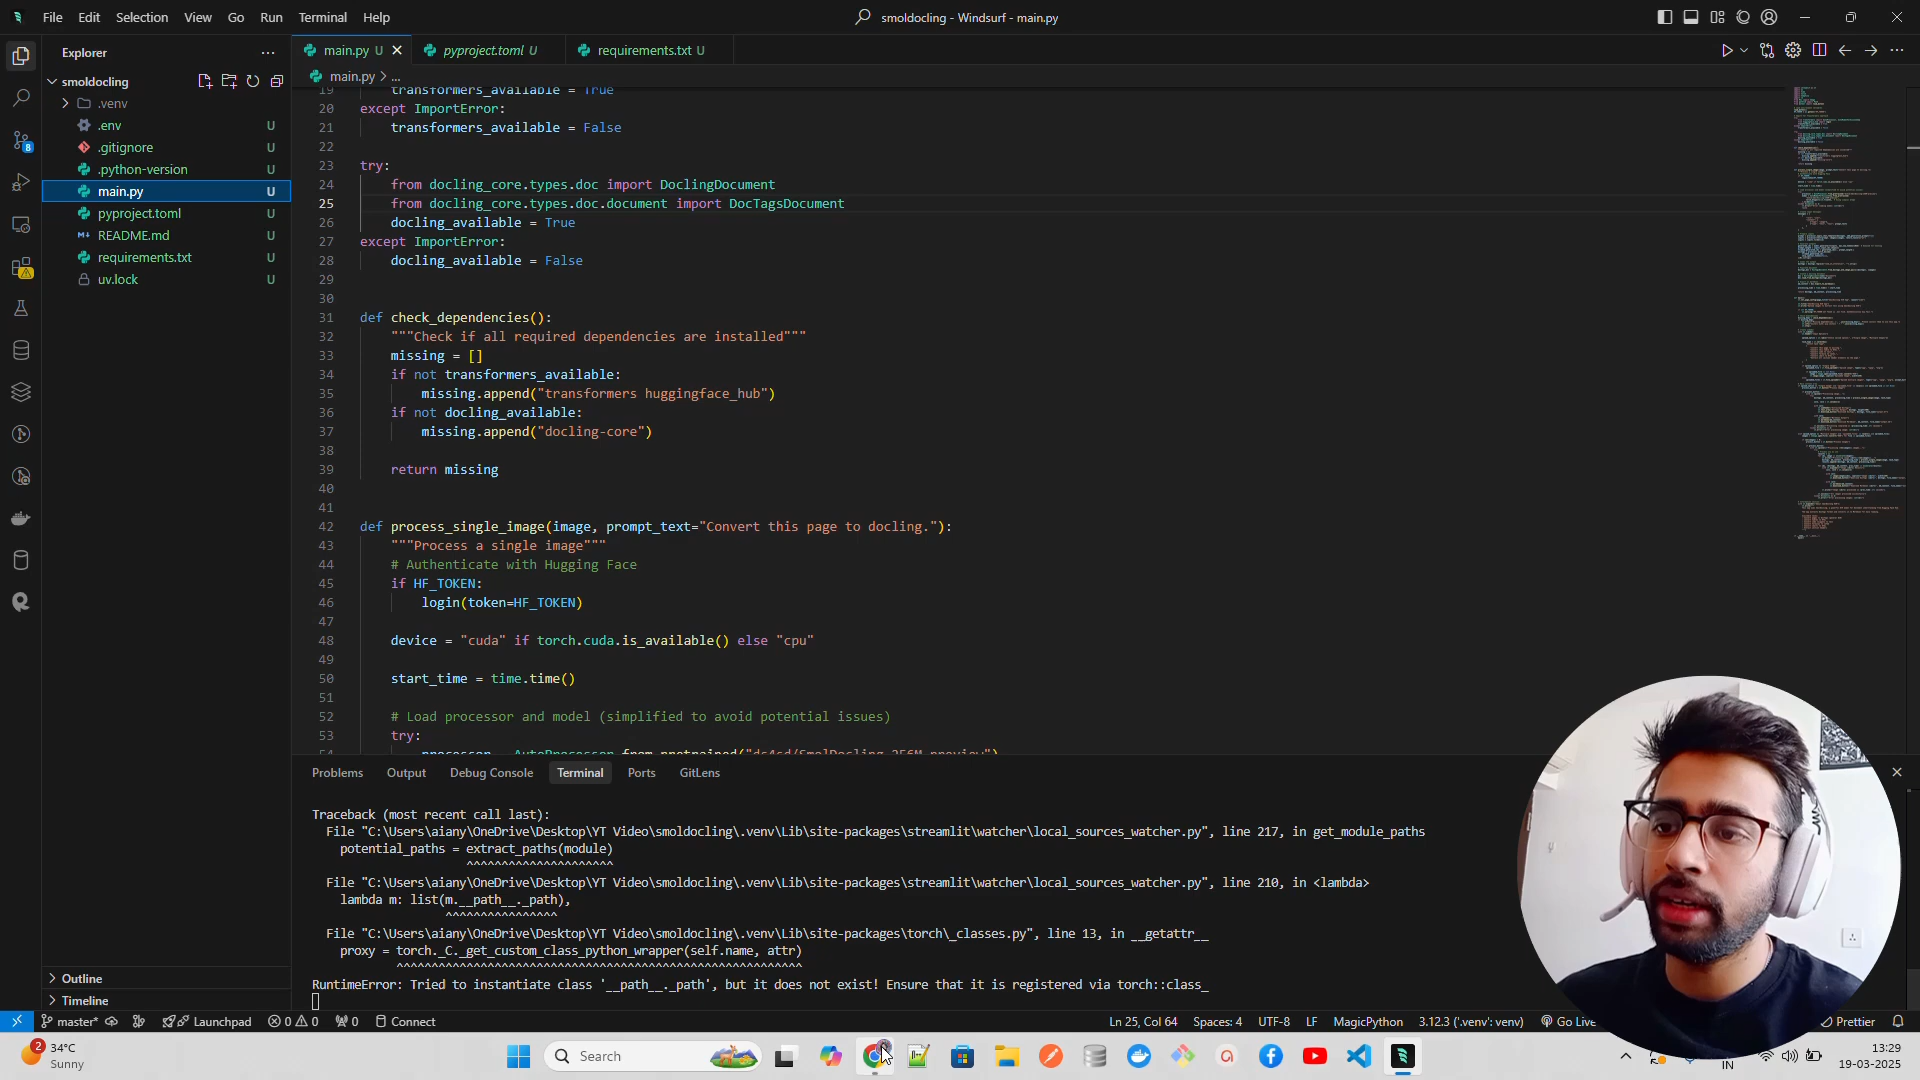 File Edit Selection View Go Run Terminal Help
smoldocling - Windsurf - main.py
Explorer
smoldocling
.venv
.env U
.gitignore U
.python-version U
main.py U
pyproject.toml U
README.md U
requirements.txt U
uv.lock U
Outline
Timeline
main.py U
pyproject.toml U
requirements.txt U
main.py > ...
19 transformers_available = True
20 except ImportError:
21 transformers_available = False
22
23 try:
24 from docling_core.types.doc import DoclingDocument
25 from docling_core.types.doc.document import DocTagsDocument
26 docling_available = True
27 except ImportError:
28 docling_available = False
29
30
31 def check_dependencies():
32 """Check if all required dependencies are installed"""
33 missing = []
34 if not transformers_available:
35 missing.append("transformers huggingface_hub")
36 if not docling_available:
37 missing.append("docling-core")
38
39 return missing
40
41
42 def process_single_image(image, prompt_text="Convert this page to docling."):
43 """Process a single image"""
44 # Authenticate with Hugging Face
45 if HF_TOKEN:
46 login(token=HF_TOKEN)
47
48 device = "cuda" if torch.cuda.is_available() else "cpu"
49
50 start_time = time.time()
51
52 # Load processor and model (simplified to avoid potential issues)
53 try:
54 processor = AutoProcessor.from_pretrained("ds4sd/SmolDocling-256M-preview")
Problems Output Debug Console Terminal Ports GitLens
Traceback (most recent call last):
File "C:\Users\aiany\OneDrive\Desktop\YT Video\smoldocling\.venv\Lib\site-packages\streamlit\watcher\local_sources_watcher.py", line 217, in get_module_paths
potential_paths = extract_paths(module)
^^^^^^^^^^^^^^^^^^^^^
File "C:\Users\aiany\OneDrive\Desktop\YT Video\smoldocling\.venv\Lib\site-packages\streamlit\watcher\local_sources_watcher.py", line 210, in <lambda>
lambda m: list(m.__path__._path),
^^^^^^^^^^^^^^^^
File "C:\Users\aiany\OneDrive\Desktop\YT Video\smoldocling\.venv\Lib\site-packages\torch\_classes.py", line 13, in __getattr__
proxy = torch._C._get_custom_class_python_wrapper(self.name, attr)
^^^^^^^^^^^^^^^^^^^^^^^^^^^^^^^^^^^^^^^^^^^^^^^^^^^^^^^^^^
RuntimeError: Tried to instantiate class '__path__._path', but it does not exist! Ensure that it is registered via torch::class_
master* Launchpad 0 0 0 Connect
Ln 25, Col 64 Spaces: 4 UTF-8 LF MagicPython 3.12.3 ('.venv': venv) Go Live Prettier
8
2
34°C
Sunny
Search
IN
13:29
19-03-2025